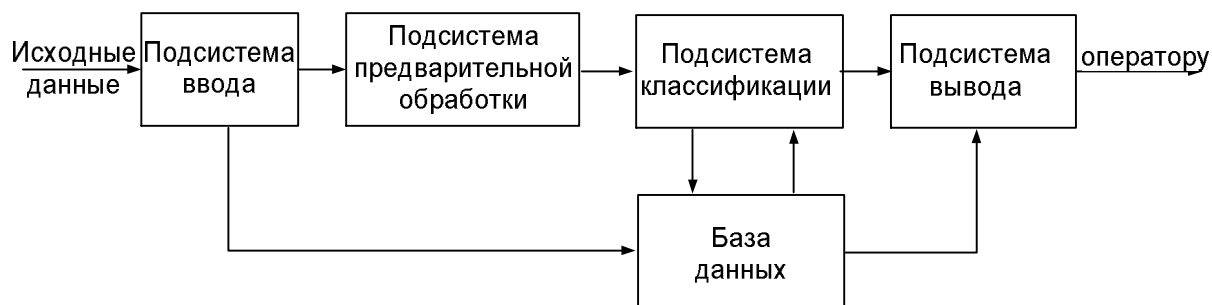 Исходные
данные
Подсистема
ввода
Подсистема
предварительной
обработки
Подсистема
классификации
Подсистема
вывода
оператору
База
данных